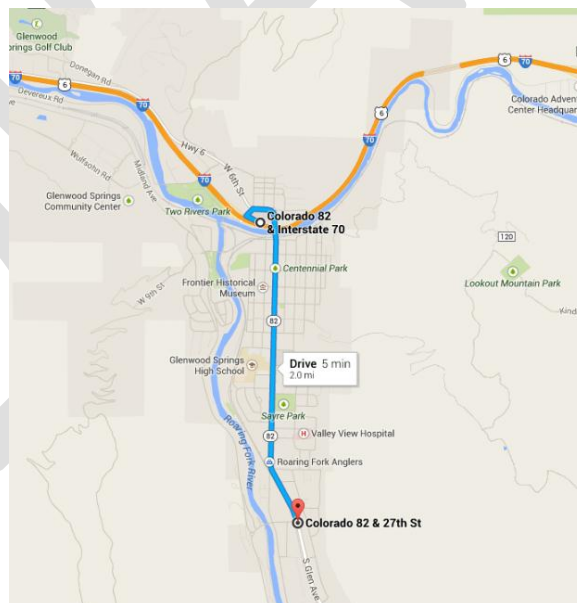 Glenwood
Springs Golf Club
70
6
70
6
70
Donegan Rd
70
Colorado Adven
Center Headquar
Devereux Rd
6
Hwy 6
W 6th St
70
Wulfsohn Rd
Midland Ave
70
Glenwood Springs
Community Center
Two Rivers Park
Colorado 82
& Interstate 70
120
Centennial Park
Lookout Mountain Park
W 9th St
Frontier Historical
Museum
82
Glenwood Springs
High School
Drive 5 min
2.0 mi
Sayre Park
Roaring Fork River
82
Valley View Hospital
Roaring Fork Anglers
Colorado 82 & 27th St
S Glen Ave